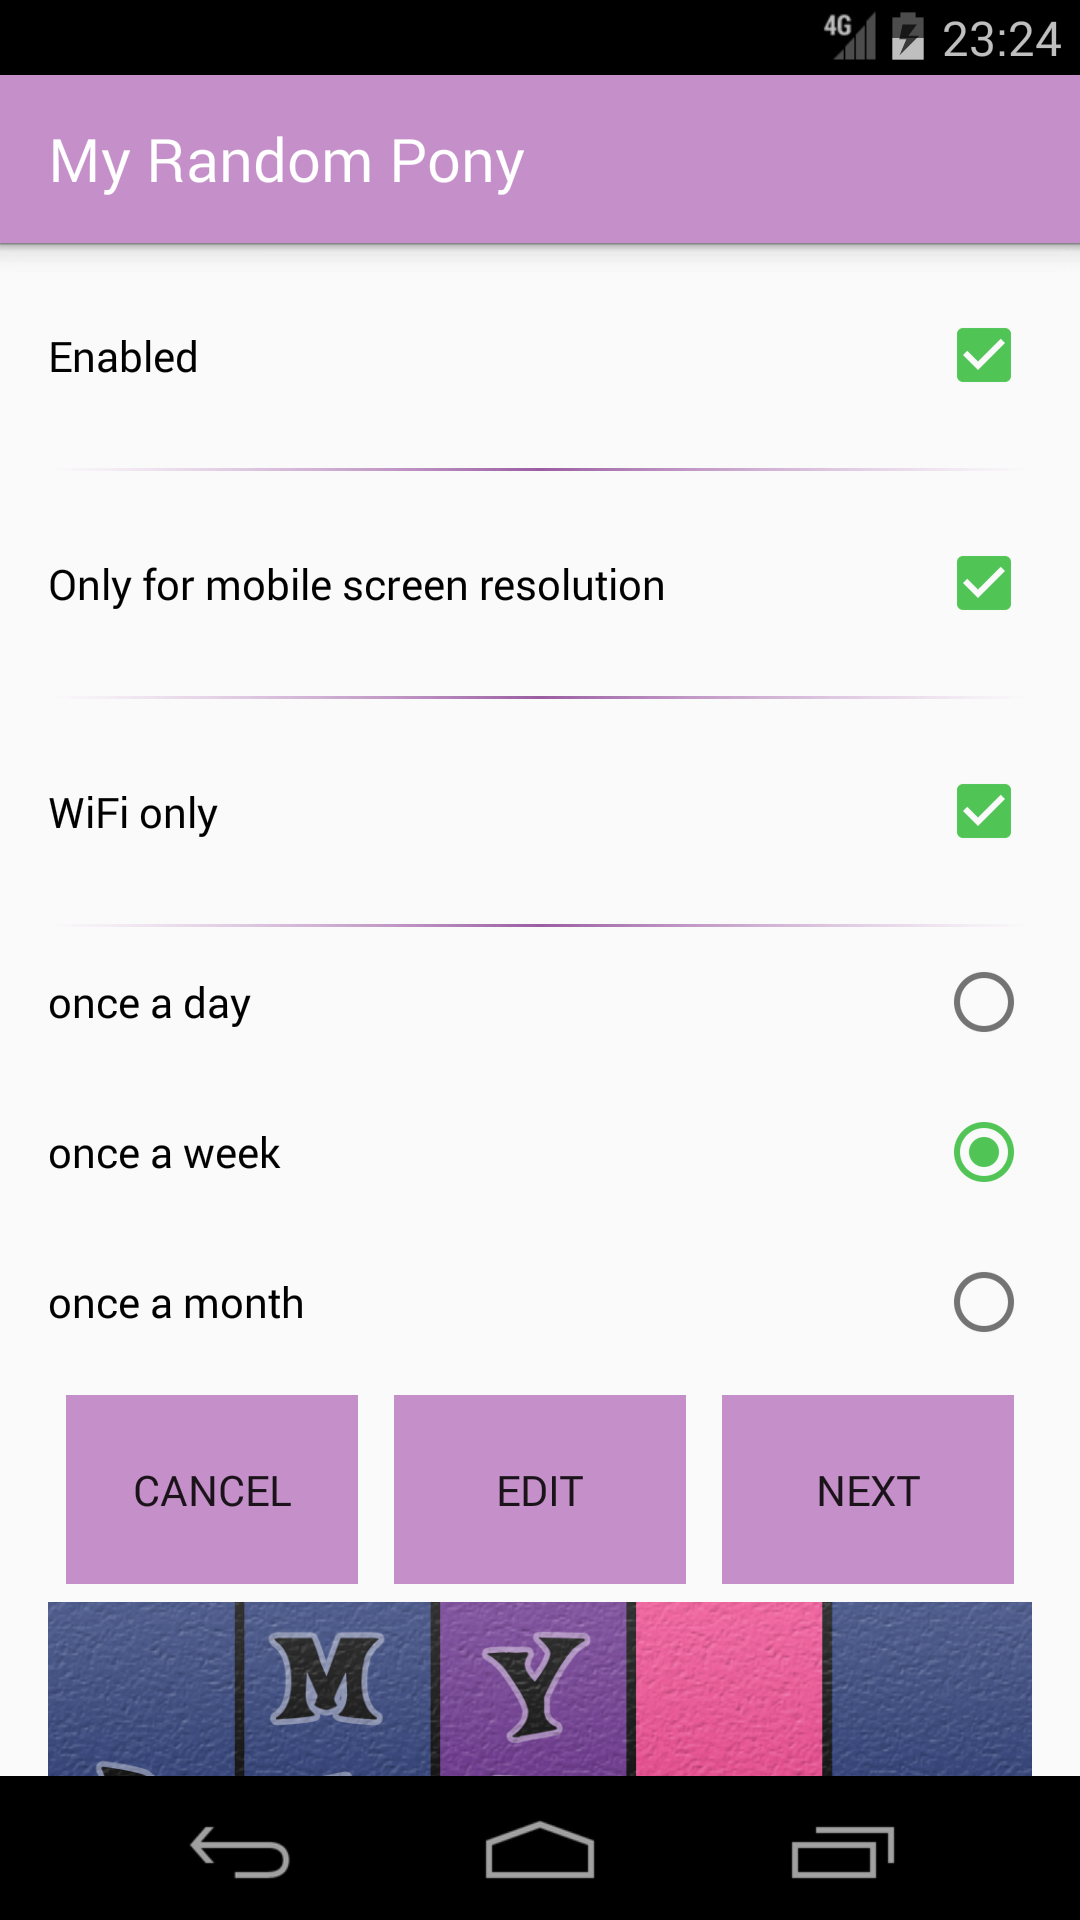 4G 23:24
My Random Pony
Enabled
Only for mobile screen resolution
WiFi only
once a day
once a week
once a month
CANCEL EDIT NEXT
M Y